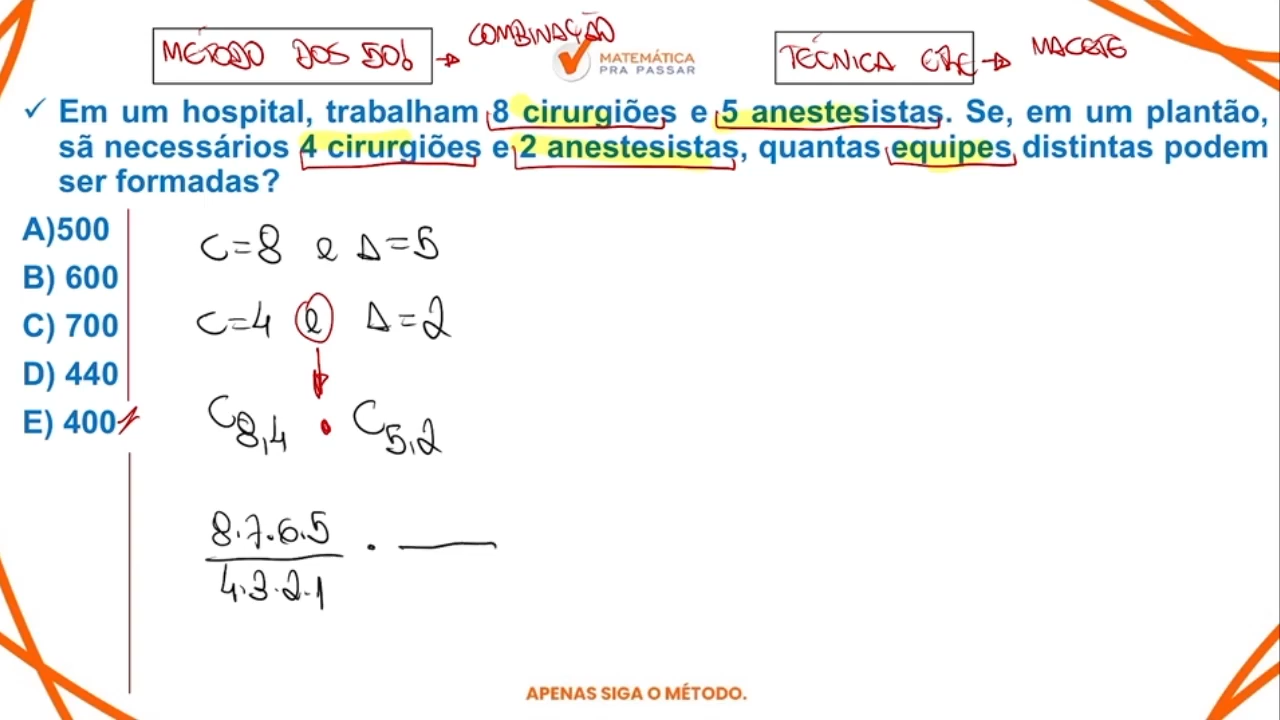 MÉTODO DOS 50! → COMBINAÇÃO
MATEMÁTICA
PRA PASSAR
TÉCNICA → MACETE
✓ Em um hospital, trabalham 8 cirurgiões e 5 anestesistas. Se, em um plantão,
sã necessários 4 cirurgiões e 2 anestesistas, quantas equipes distintas podem
ser formadas?
A)500
B) 600
C) 700
D) 440
E) 400
C=8 e A=5
C=4 e A=2
C8,4 . C5,2
8.7.6.5 .
4.3.2.1
APENAS SIGA O MÉTODO.